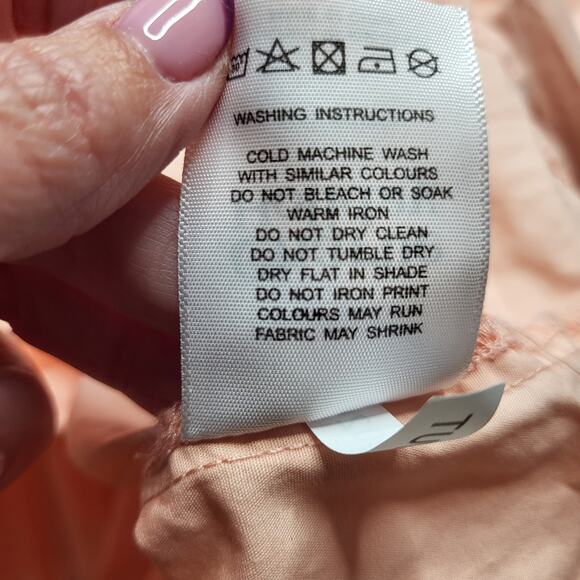 WASHING INSTRUCTIONS
COLD MACHINE WASH
WITH SIMILAR COLOURS
DO NOT BLEACH OR SOAK
WARM IRON
DO NOT DRY CLEAN
DO NOT TUMBLE DRY
DRY FLAT IN SHADE
DO NOT IRON PRINT
COLOURS MAY RUN
FABRIC MAY SHRINK